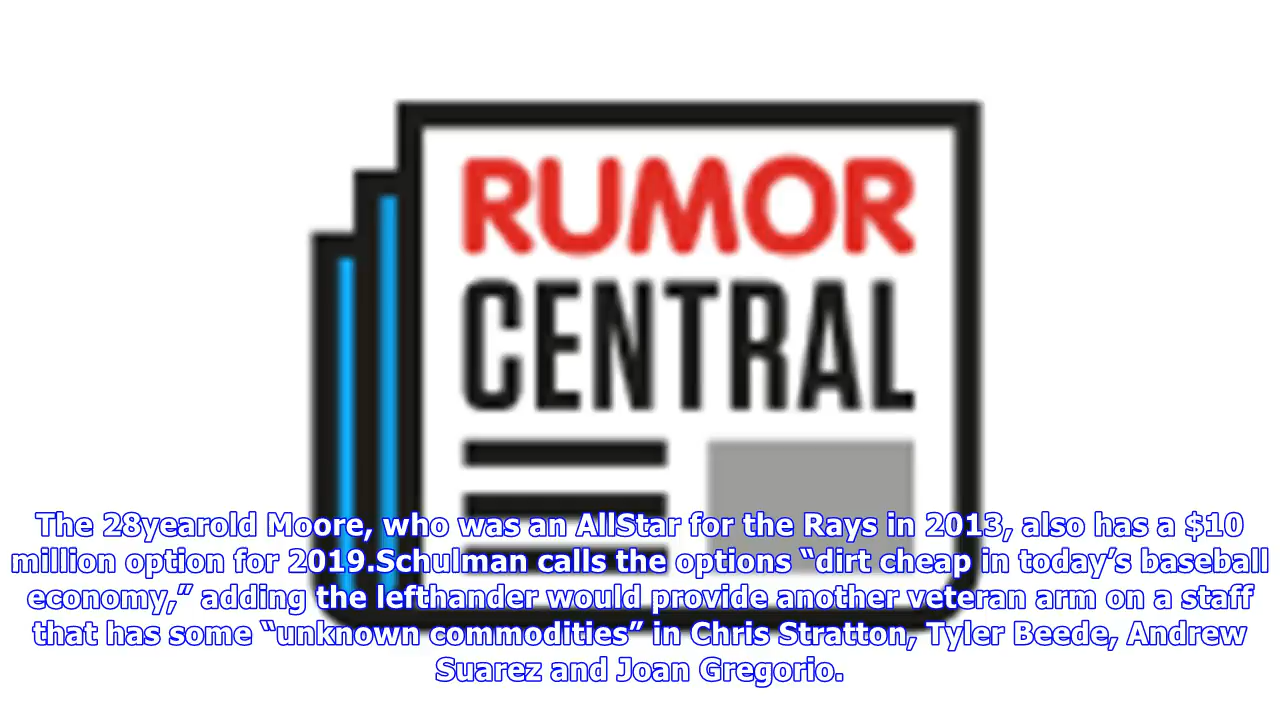 RUMOR
CENTRAL
The 28yearold Moore, who was an AllStar for the Rays in 2013, also has a $10
million option for 2019.Schulman calls the options “dirt cheap in today’s baseball
economy,” adding the lefthander would provide another veteran arm on a staff
that has some “unknown commodities” in Chris Stratton, Tyler Beede, Andrew
Suarez and Joan Gregorio.